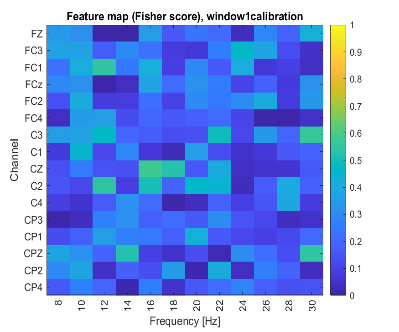 Feature map (Fisher score), window1calibration
FZ
FC3
FC1
FCz
FC2
FC4
C3
C1
CZ
C2
C4
CP3
CP1
CPZ
CP2
CP4
Channel
8 10 12 14 16 18 20 22 24 26 28 30
Frequency [Hz]
1
0.9
0.8
0.7
0.6
0.5
0.4
0.3
0.2
0.1
0